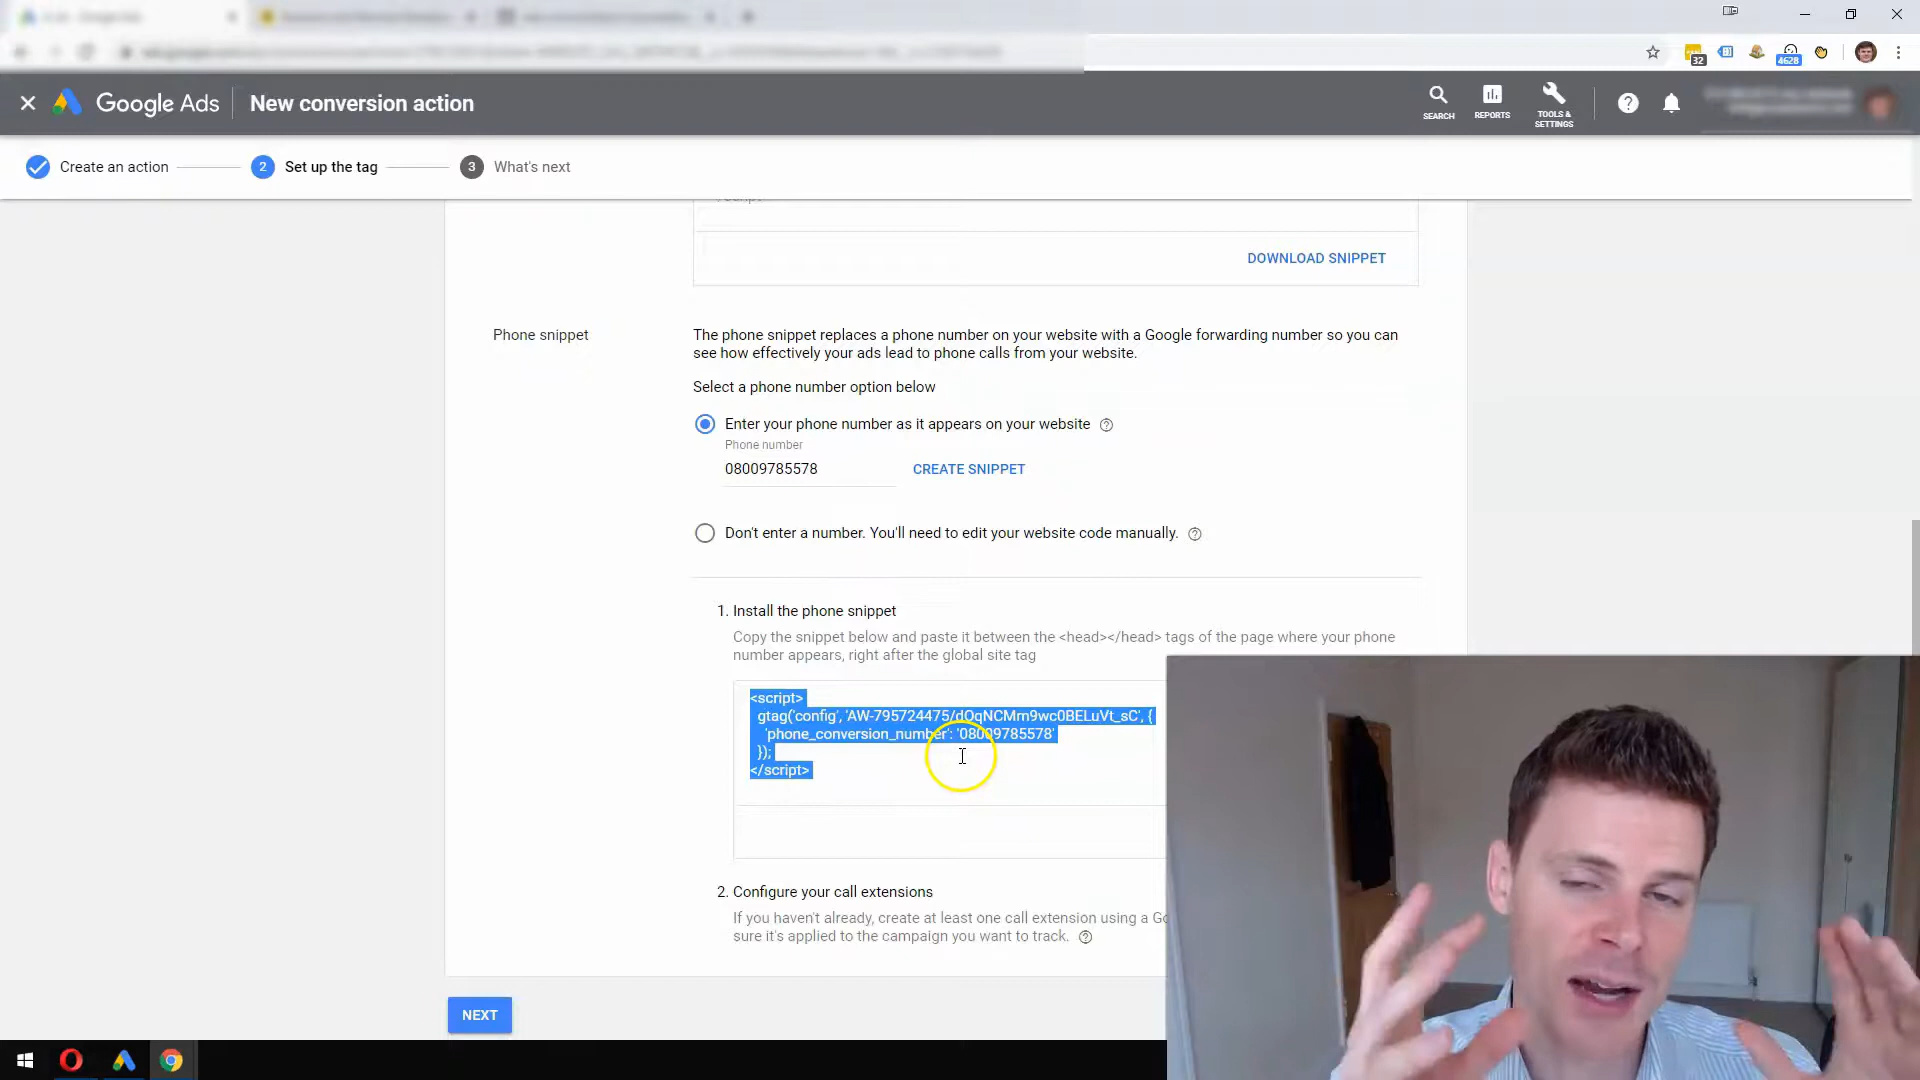 32
4628
Google Ads
New conversion action
SEARCH
REPORTS
TOOLS &
SETTINGS
Create an action
2
Set up the tag
3
What's next
DOWNLOAD SNIPPET
Phone snippet
The phone snippet replaces a phone number on your website with a Google forwarding number so you can
see how effectively your ads lead to phone calls from your website.
Select a phone number option below
Enter your phone number as it appears on your website
Phone number
08009785578
CREATE SNIPPET
Don't enter a number. You'll need to edit your website code manually.
1. Install the phone snippet
Copy the snippet below and paste it between the <head></head> tags of the page where your phone
number appears, right after the global site tag
<script>
gtag('config', 'AW-795724475/dOqNCMm9wc0BELuVt_sC', {
'phone_conversion_number': '08009785578'
});
</script>
2. Configure your call extensions
If you haven't already, create at least one call extension using a
sure it's applied to the campaign you want to track.
NEXT